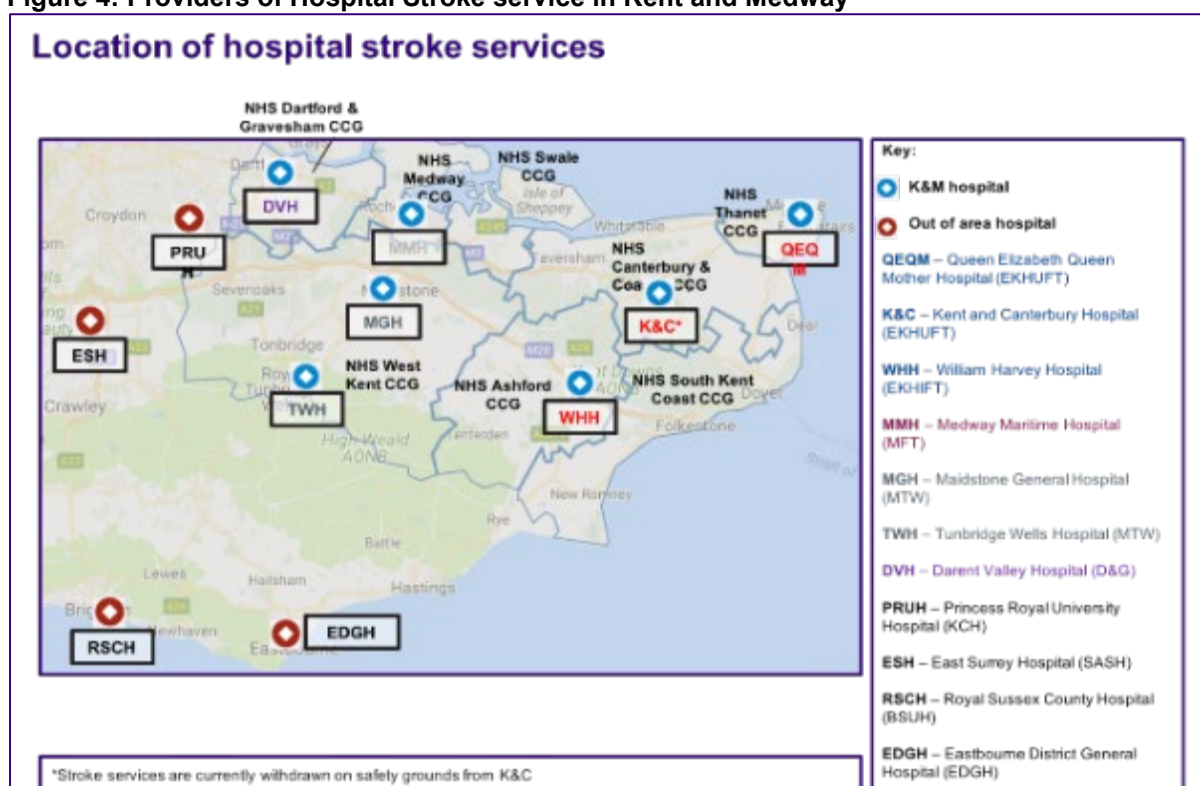 Figure 4: Providers of Hospital Stroke service in Kent and Medway
Location of hospital stroke services
NHS Dartford &
Gravesham CCG
NHS
Medway
CCG
NHS Swale
CCG
Isle of
Sheppey
NHS
Thanet
CCG
DVH
Croydon
PRU
MMH
Whitstable
QEQ
M
NHS
Canterbury &
Faversham
Sevenoaks
MGH
K&C*
Deal
ESH
Tonbridge
M20
NHS West
Kent CCG
NHS Ashford
CCG
NHS South Kent
Coast CCG
Dover
Crawley
TWH
WHH
Folkestone
High Weald
AONB
Tenterden
New Romney
Rye
Battle
Lewes
Hailsham
Hastings
RSCH
EDGH
Key:
K&M hospital
Out of area hospital
QEQM – Queen Elizabeth Queen
Mother Hospital (EKHUFT)
K&C – Kent and Canterbury Hospital
(EKHUFT)
WHH – William Harvey Hospital
(EKHIFT)
MMH – Medway Maritime Hospital
(MFT)
MGH – Maidstone General Hospital
(MTW)
TWH – Tunbridge Wells Hospital (MTW)
DVH – Darent Valley Hospital (D&G)
PRUH – Princess Royal University
Hospital (KCH)
ESH – East Surrey Hospital (SASH)
RSCH – Royal Sussex County Hospital
(BSUH)
EDGH – Eastbourne District General
Hospital (EDGH)
*Stroke services are currently withdrawn on safety grounds from K&C